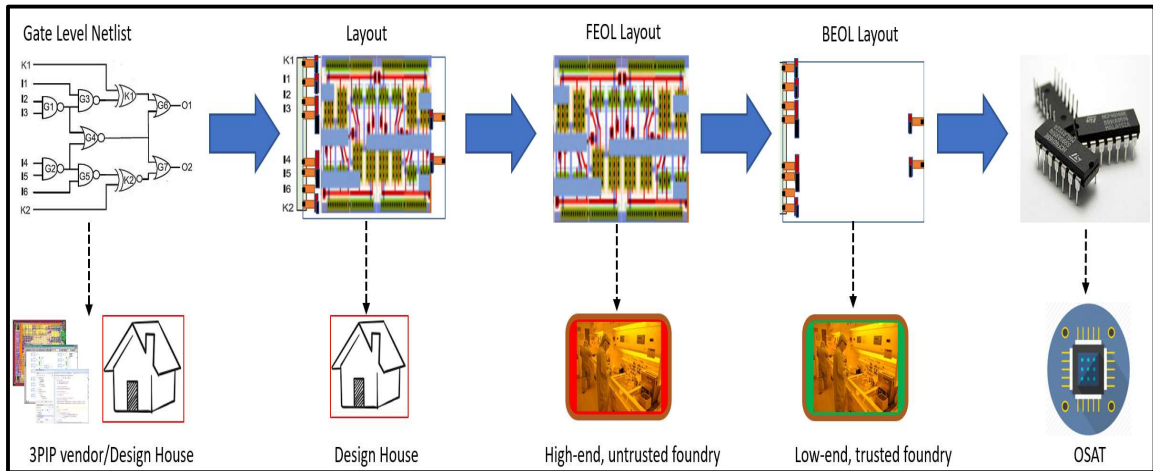 Gate Level Netlist
Layout
FEOL Layout
BEOL Layout
K1
I1
I2
I3
I4
I5
I6
K2
G1
G3
K1
G6
O1
G4
G2
G5
K2
G7
O2
K1
I1
I2
I3
I4
I5
I6
K2
3PIP vendor/Design House
Design House
High-end, untrusted foundry
Low-end, trusted foundry
OSAT